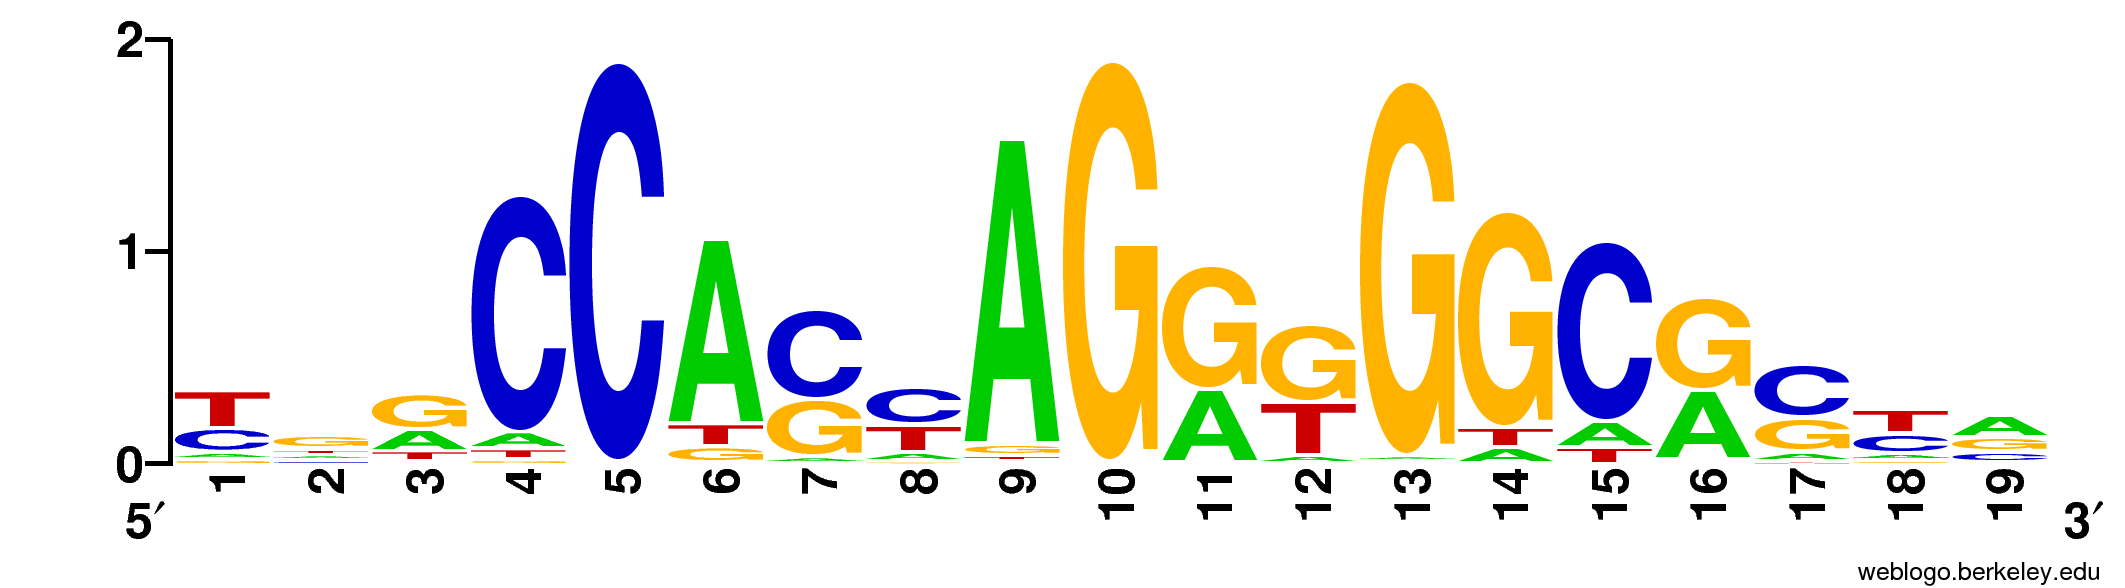 2
1
0
T G G C C A C C A G G G G G C G C T A
C T A A T G T G A T A T A A G C G
A A T T G A A A A T A A C
G G G
1 2 3 4 5 6 7 8 9 10 11 12 13 14 15 16 17 18 19
5′ 3′
weblogo.berkeley.edu